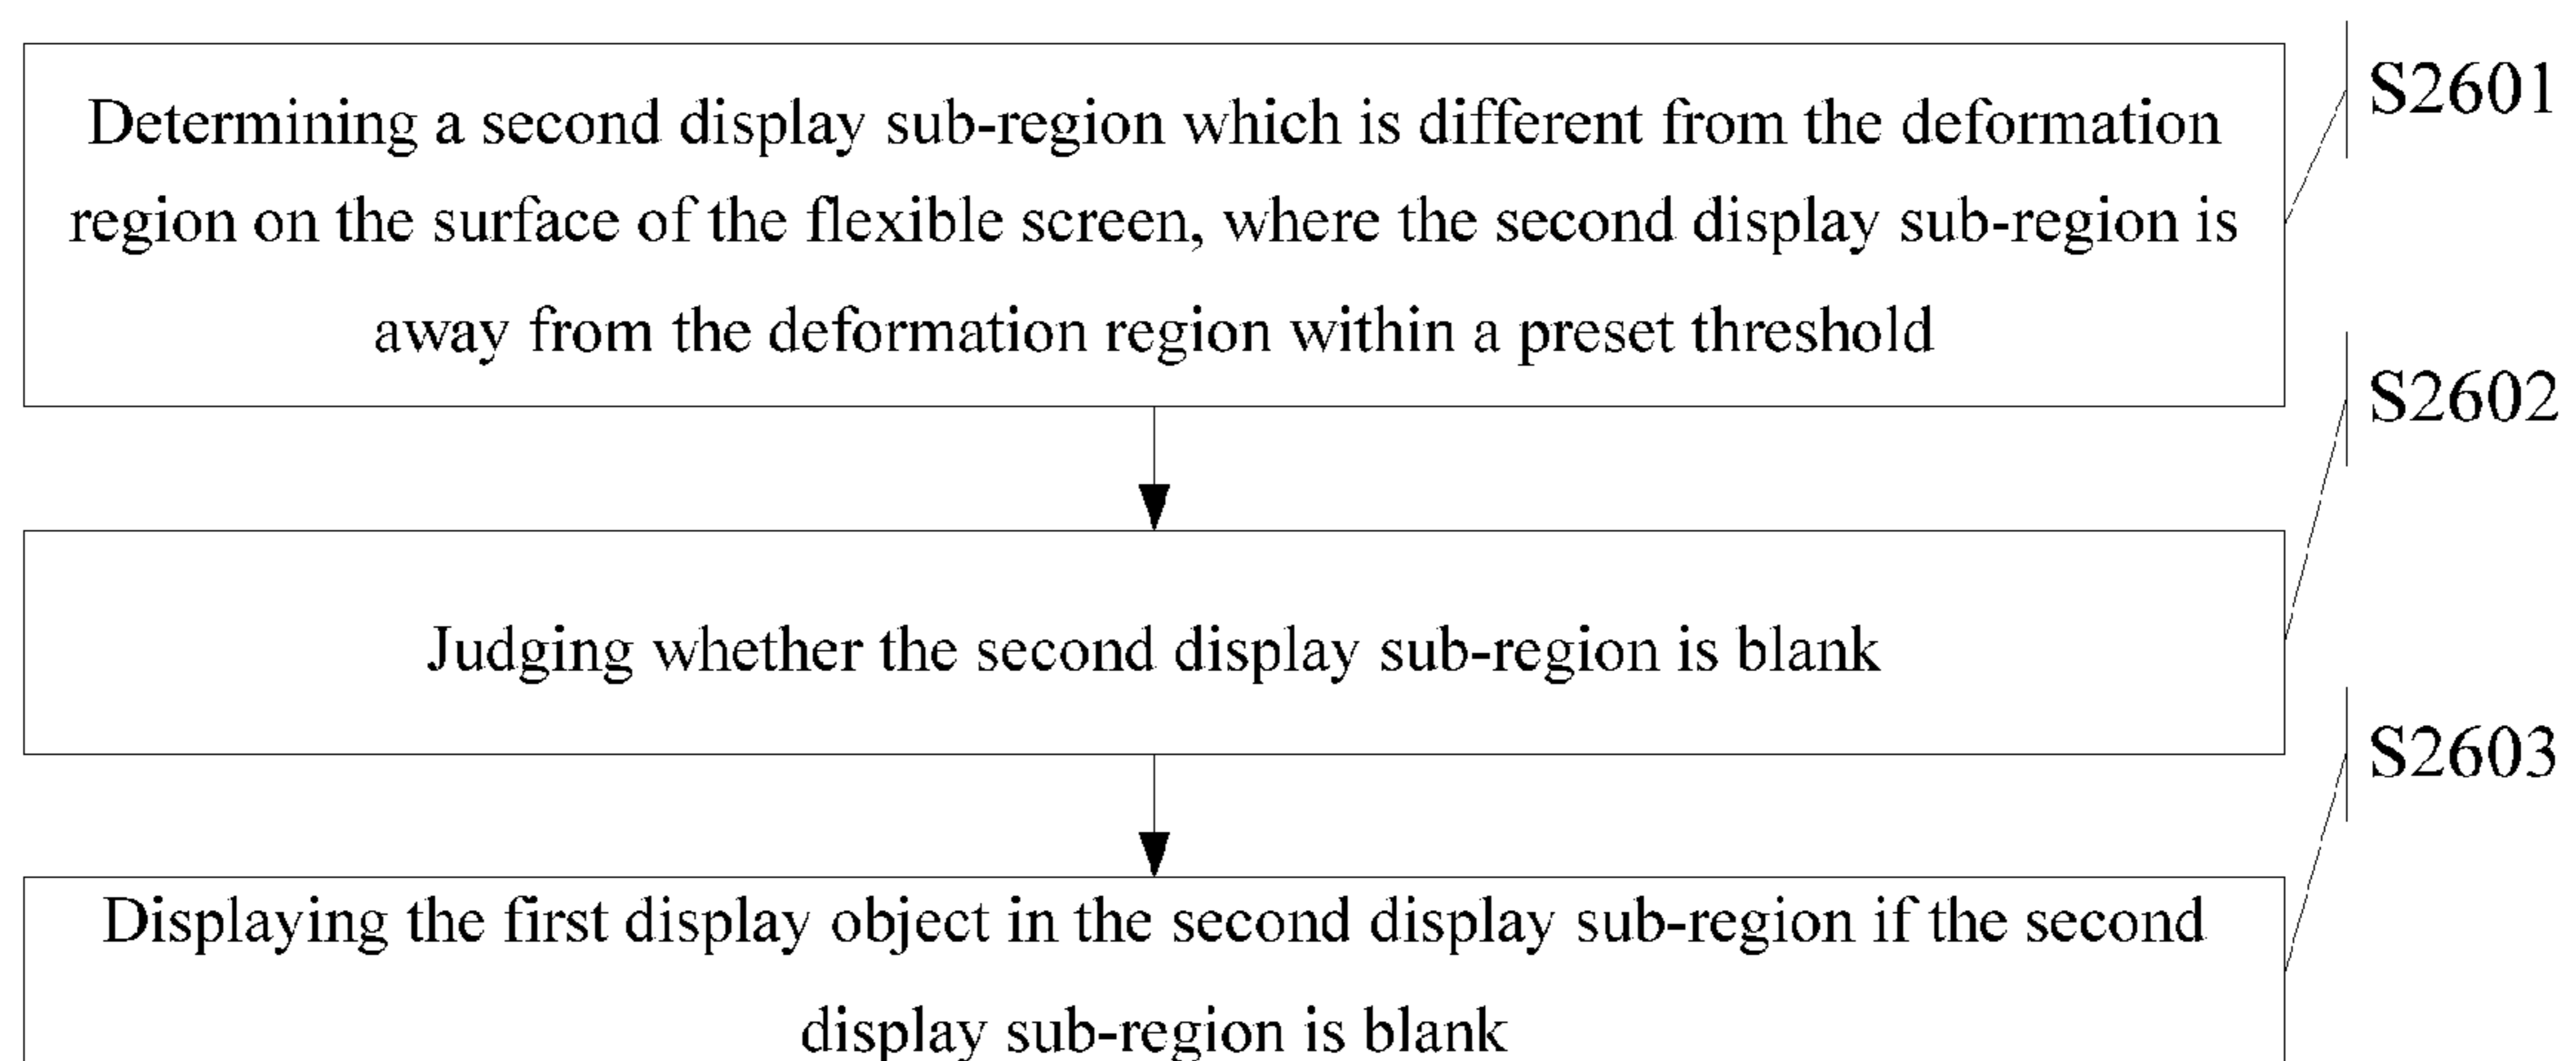 Determining a second display sub-region which is different from the deformation
S2601
region on the surface of the flexible screen, where the second display sub-region is
away from the deformation region within a preset threshold
S2602
Judging whether the second display sub-region is blank
S2603
Displaying the first display object in the second display sub-region if the second
display sub-region is blank